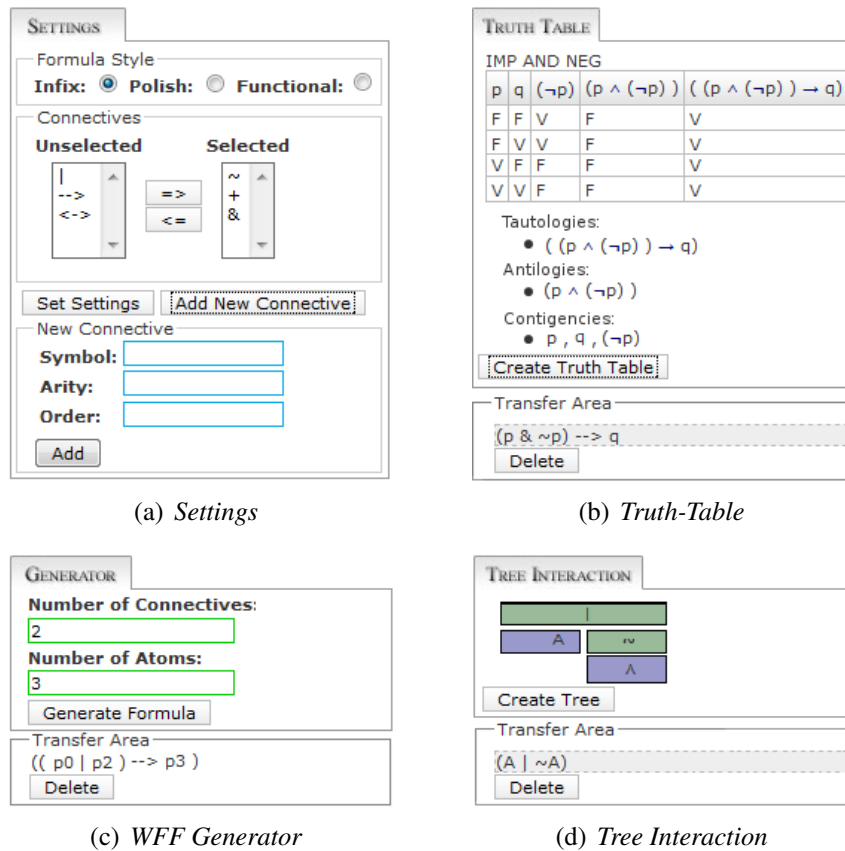 SETTINGS
Formula Style
Infix: Polish: Functional:
Connectives
Unselected Selected
| ~
--> => +
<-> <= &
Set Settings Add New Connective
New Connective
Symbol:
Arity:
Order:
Add
(a) Settings
TRUTH TABLE
IMP AND NEG
p q (¬p) (p ∧ (¬p) ) ( (p ∧ (¬p) ) → q)
F F V F V
F V V F V
V F F F V
V V F F V
Tautologies:
• ( (p ∧ (¬p) ) → q)
Antilogies:
• (p ∧ (¬p) )
Contigencies:
• p , q , (¬p)
Create Truth Table
Transfer Area
(p & ~p) --> q
Delete
(b) Truth-Table
GENERATOR
Number of Connectives:
2
Number of Atoms:
3
Generate Formula
Transfer Area
(( p0 | p2 ) --> p3 )
Delete
(c) WFF Generator
TREE INTERACTION
|
A ~
A
Create Tree
Transfer Area
(A | ~A)
Delete
(d) Tree Interaction